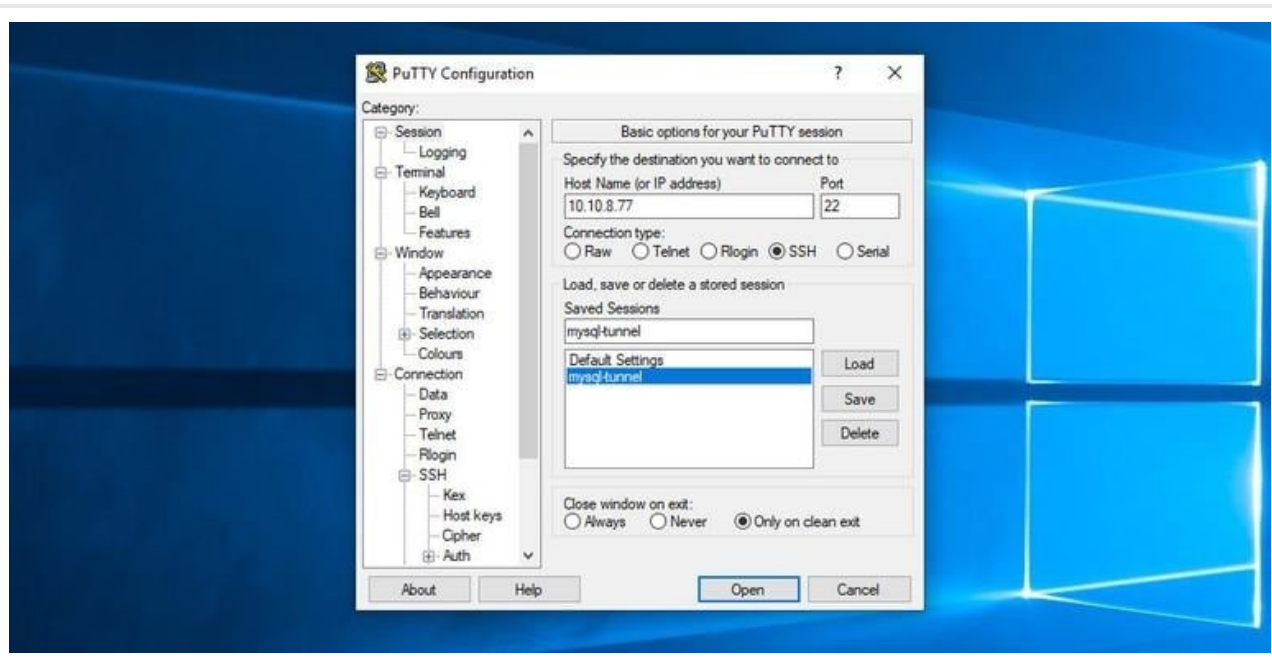 PuTTY Configuration ? ×
Category:
Session
Logging
Terminal
Keyboard
Bell
Features
Window
Appearance
Behaviour
Translation
Selection
Colours
Connection
Data
Proxy
Telnet
Rlogin
SSH
Kex
Host keys
Cipher
Auth
Basic options for your PuTTY session
Specify the destination you want to connect to
Host Name (or IP address) Port
10.10.8.77 22
Connection type:
Raw Telnet Rlogin SSH Serial
Load, save or delete a stored session
Saved Sessions
mysql-tunnel
Default Settings
mysql-tunnel
Load
Save
Delete
Close window on exit:
Always Never Only on clean exit
About Help Open Cancel